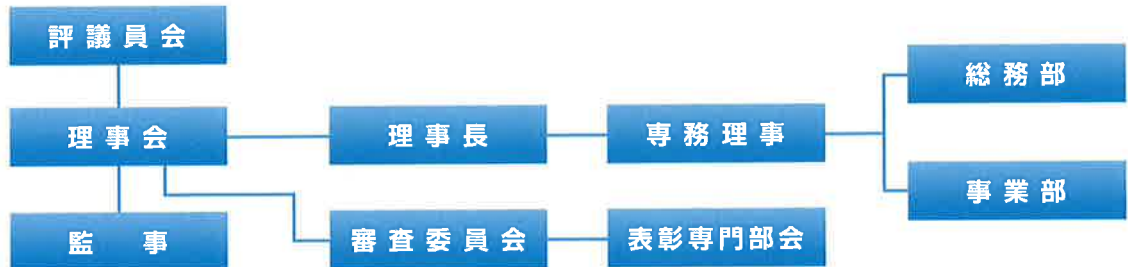 評議員会
総務部
理事会
理事長
専務理事
事業部
監　事
審査委員会
表彰専門部会